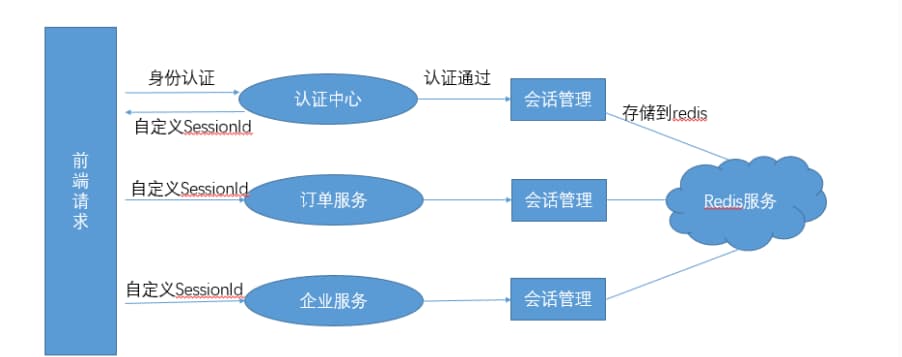 身份认证
认证中心
认证通过
会话管理
自定义SessionId
存储到redis
前端请求
自定义SessionId
订单服务
会话管理
Redis服务
自定义SessionId
企业服务
会话管理